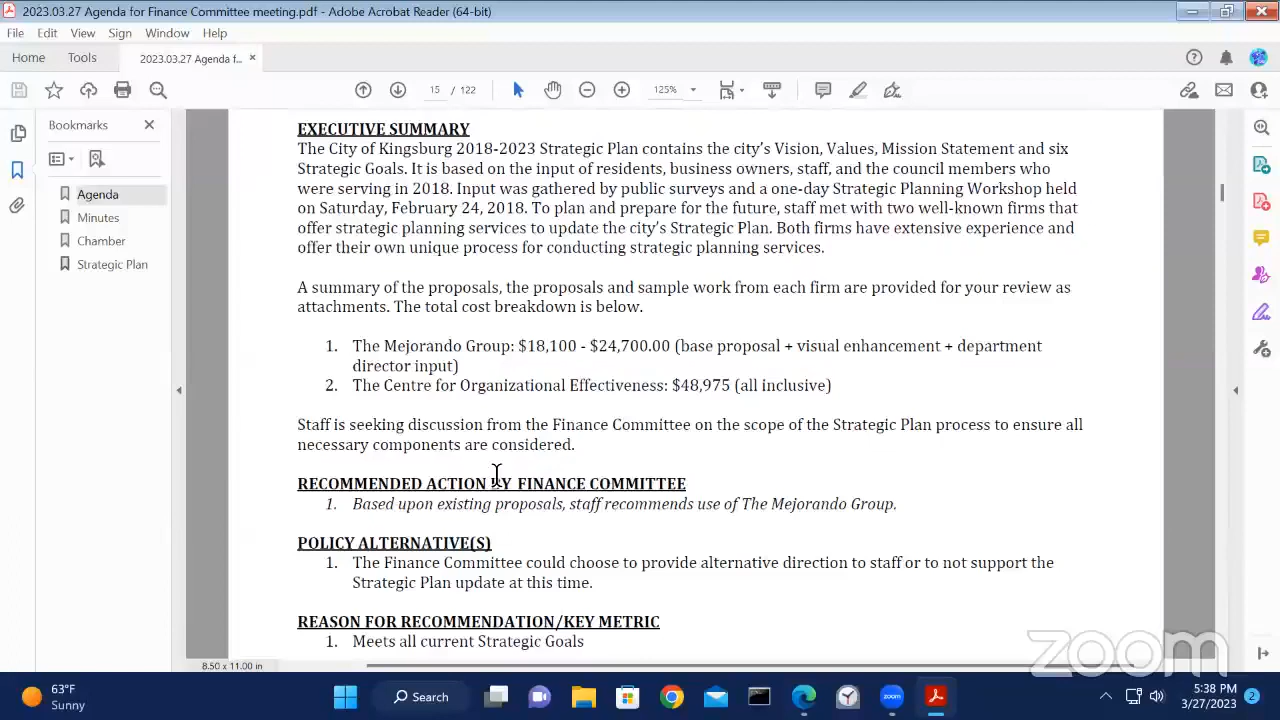 2023.03.27 Agenda for Finance Committee meeting.pdf - Adobe Acrobat Reader (64-bit)
File Edit View Sign Window Help
Home Tools 2023.03.27 Agenda f... ×
15 / 122 125%
Bookmarks
Agenda
Minutes
Chamber
Strategic Plan
EXECUTIVE SUMMARY
The City of Kingsburg 2018-2023 Strategic Plan contains the city's Vision, Values, Mission Statement and six
Strategic Goals. It is based on the input of residents, business owners, staff, and the council members who
were serving in 2018. Input was gathered by public surveys and a one-day Strategic Planning Workshop held
on Saturday, February 24, 2018. To plan and prepare for the future, staff met with two well-known firms that
offer strategic planning services to update the city's Strategic Plan. Both firms have extensive experience and
offer their own unique process for conducting strategic planning services.
A summary of the proposals, the proposals and sample work from each firm are provided for your review as
attachments. The total cost breakdown is below.
1. The Mejorando Group: $18,100 - $24,700.00 (base proposal + visual enhancement + department
director input)
2. The Centre for Organizational Effectiveness: $48,975 (all inclusive)
Staff is seeking discussion from the Finance Committee on the scope of the Strategic Plan process to ensure all
necessary components are considered.
RECOMMENDED ACTION BY FINANCE COMMITTEE
1. Based upon existing proposals, staff recommends use of The Mejorando Group.
POLICY ALTERNATIVE(S)
1. The Finance Committee could choose to provide alternative direction to staff or to not support the
Strategic Plan update at this time.
REASON FOR RECOMMENDATION/KEY METRIC
1. Meets all current Strategic Goals
8.50 x 11.00 in
zoom
63°F
Sunny
Search
zoom
5:38 PM
3/27/2023
2